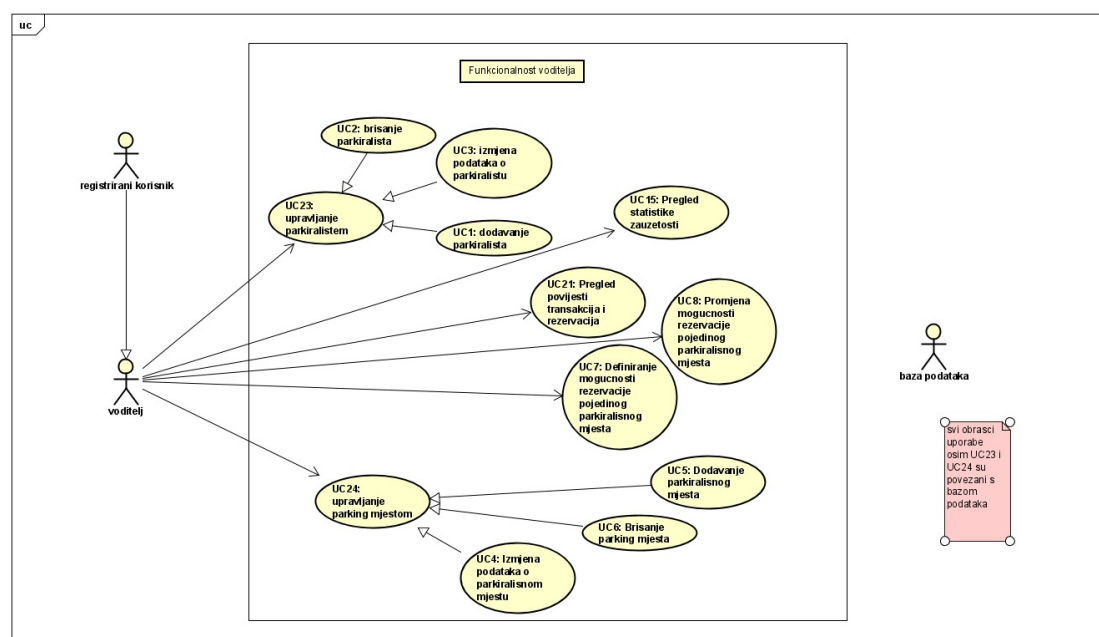 uc
Funkcionalnost voditelja
UC2: brisanje
parkiralista
UC3: izmjena
podataka o
parkiralistu
registrirani korisnik
UC23:
upravljanje
parkiralistem
UC15: Pregled
statistike
zauzetosti
UC1: dodavanje
parkiralista
UC21: Pregled
povijesti
transakcija i
rezervacija
UC8: Promjena
mogucnosti
rezervacije
pojedinog
parkiralisnog
mjesta
baza podataka
UC7: Definiranje
mogucnosti
rezervacije
pojedinog
parkiralisnog
mjesta
voditelj
svi obrasci
uporabe
osim UC23 i
UC24 su
povezani s
bazom
podataka
UC5: Dodavanje
parkiralisnog
mjesta
UC24:
upravljanje
parking mjestom
UC6: Brisanje
parking mjesta
UC4: Izmjena
podataka o
parkiralisnom
mjestu